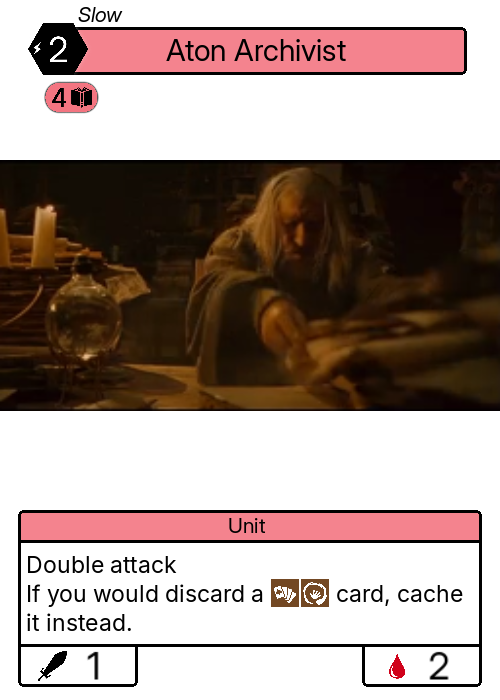 Slow
2
Aton Archivist
4
Unit
Double attack
If you would discard a card, cache
it instead.
1
2